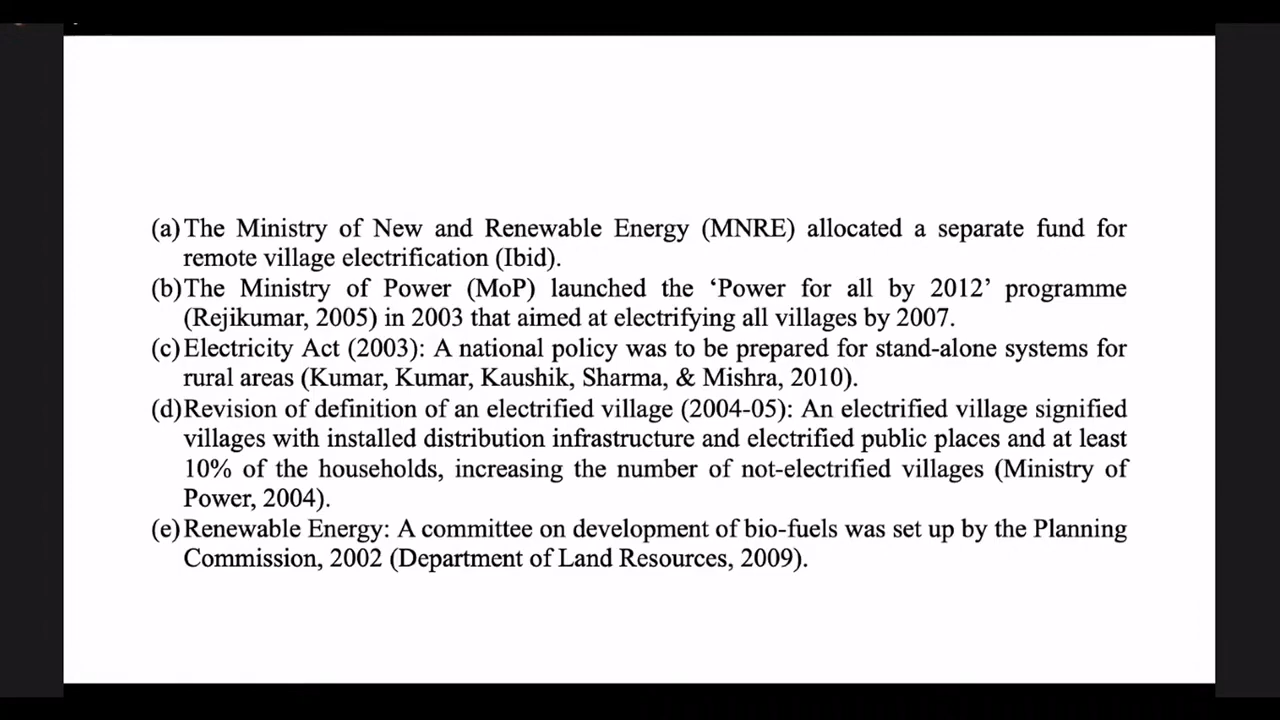 (a) The Ministry of New and Renewable Energy (MNRE) allocated a separate fund for
remote village electrification (Ibid).
(b) The Ministry of Power (MoP) launched the ‘Power for all by 2012’ programme
(Rejikumar, 2005) in 2003 that aimed at electrifying all villages by 2007.
(c) Electricity Act (2003): A national policy was to be prepared for stand-alone systems for
rural areas (Kumar, Kumar, Kaushik, Sharma, & Mishra, 2010).
(d) Revision of definition of an electrified village (2004-05): An electrified village signified
villages with installed distribution infrastructure and electrified public places and at least
10% of the households, increasing the number of not-electrified villages (Ministry of
Power, 2004).
(e) Renewable Energy: A committee on development of bio-fuels was set up by the Planning
Commission, 2002 (Department of Land Resources, 2009).